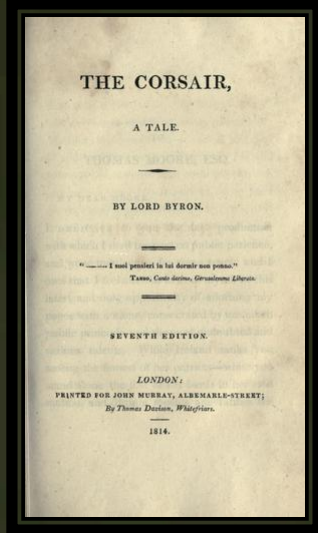 THE CORSAIR,
A TALE.
BY LORD BYRON.
"———— I suoi pensieri in lui dormir non ponno."
TASSO, Canto decimo, Gerusalemme Liberata.
SEVENTH EDITION.
LONDON:
PRINTED FOR JOHN MURRAY, ALBEMARLE-STREET;
By Thomas Davison, Whitefriars.
1814.